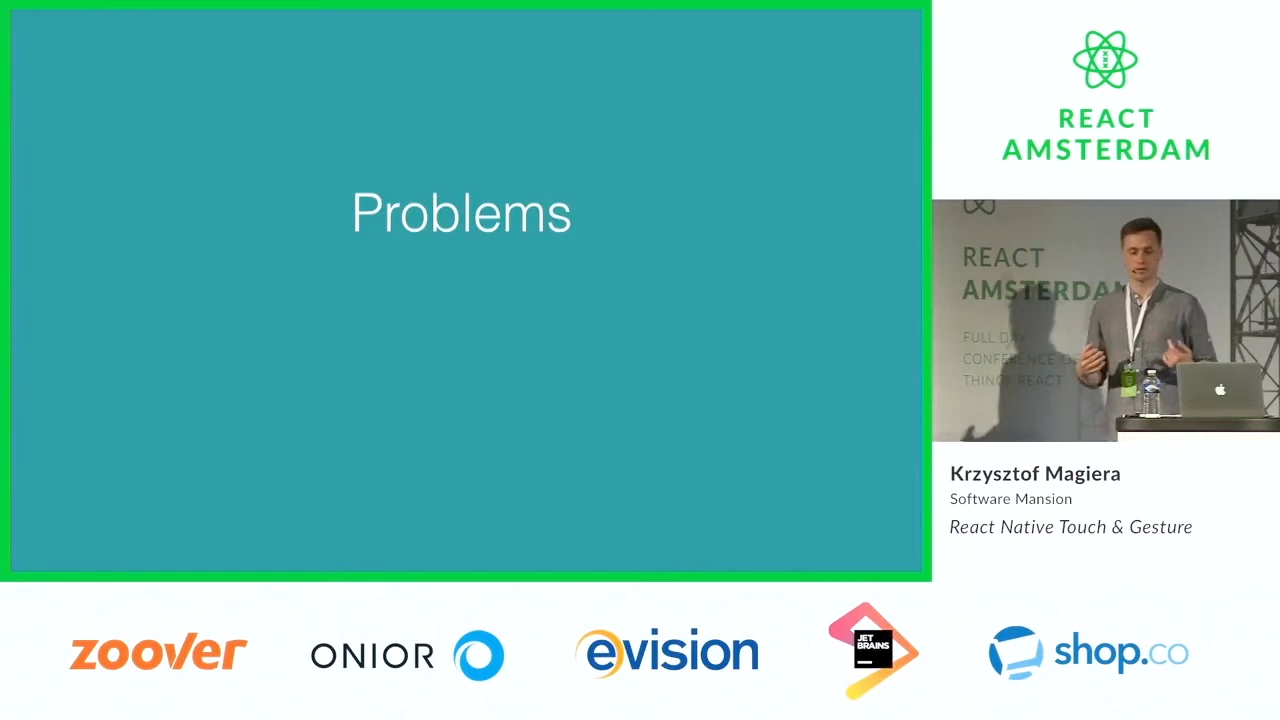 Problems
REACT
AMSTERDAM
REACT
AMSTERDAM
FULL DAY
CONFERENCE OF
THINGS REACT
Krzysztof Magiera
Software Mansion
React Native Touch & Gesture
zoover
ONIOR
evision
JET
BRAINS
shop.co